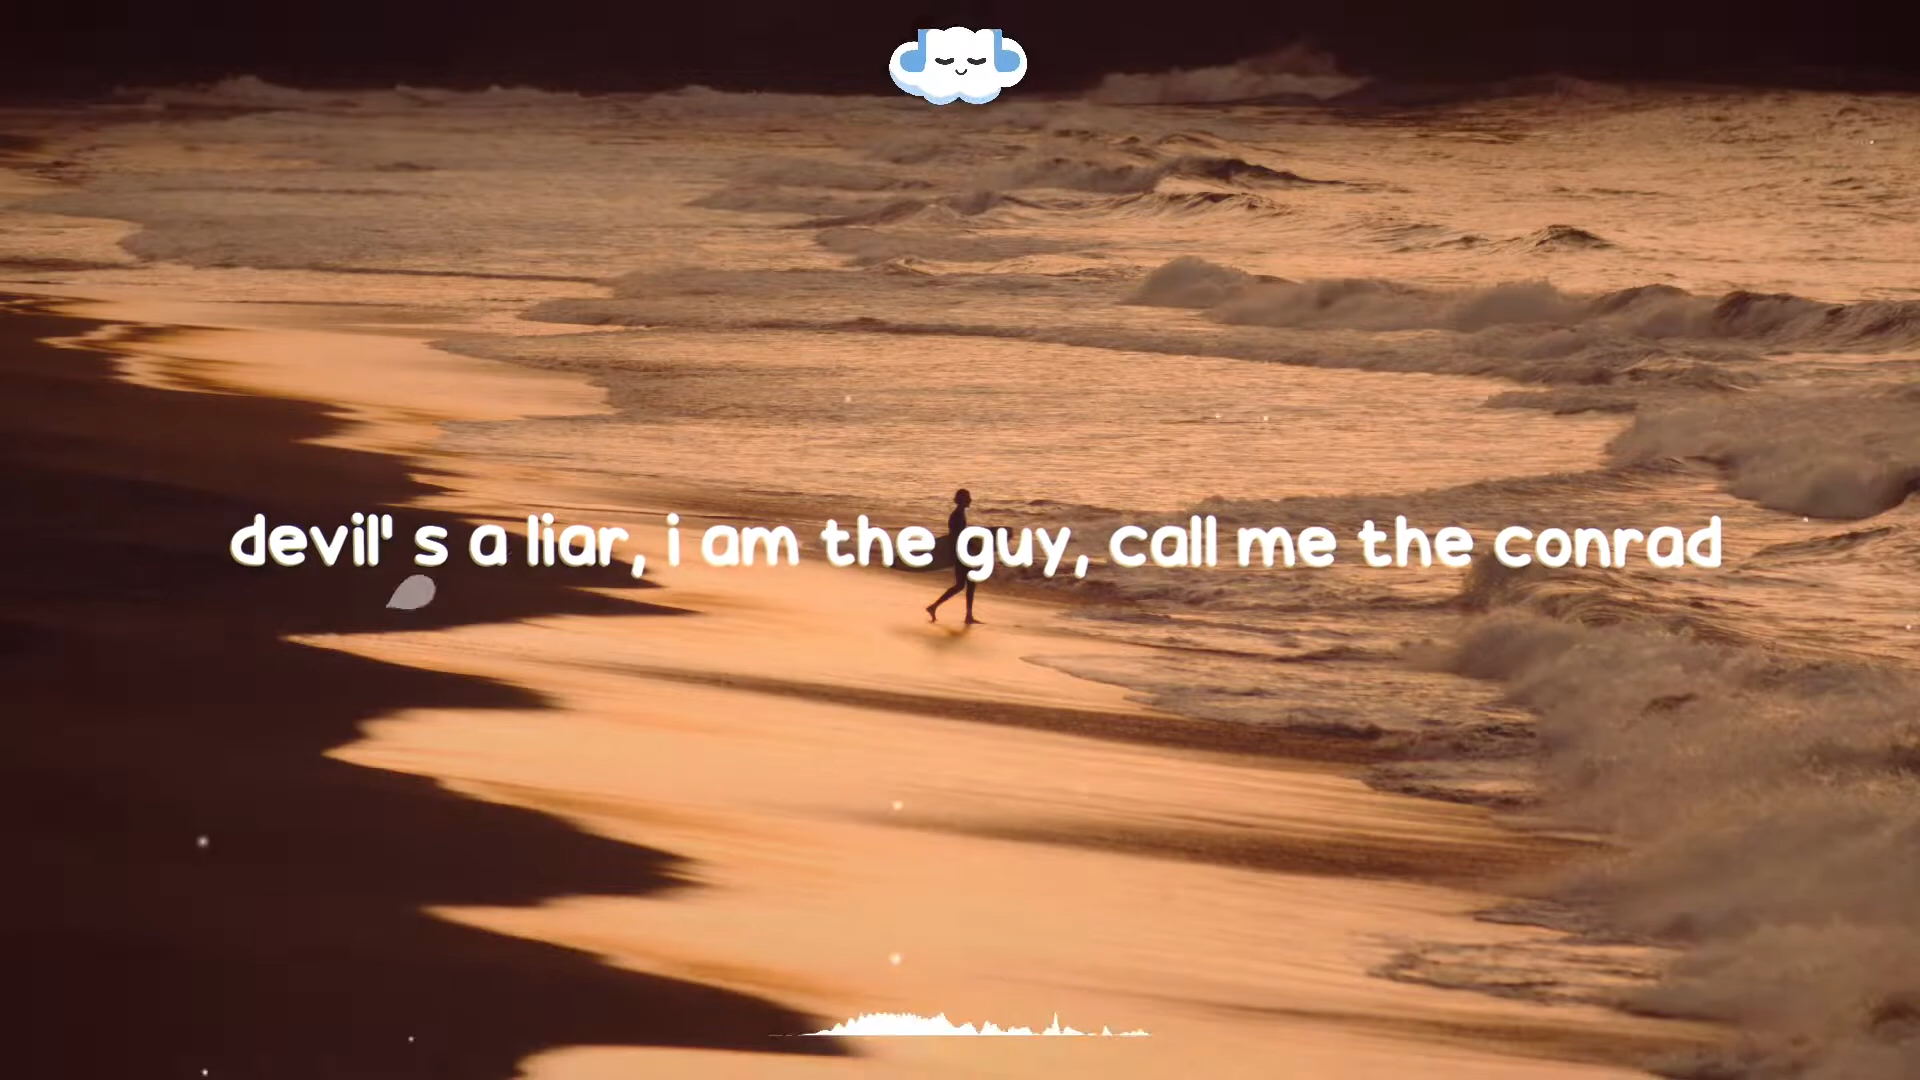 devil' s a liar, i am the guy, call me the conrad